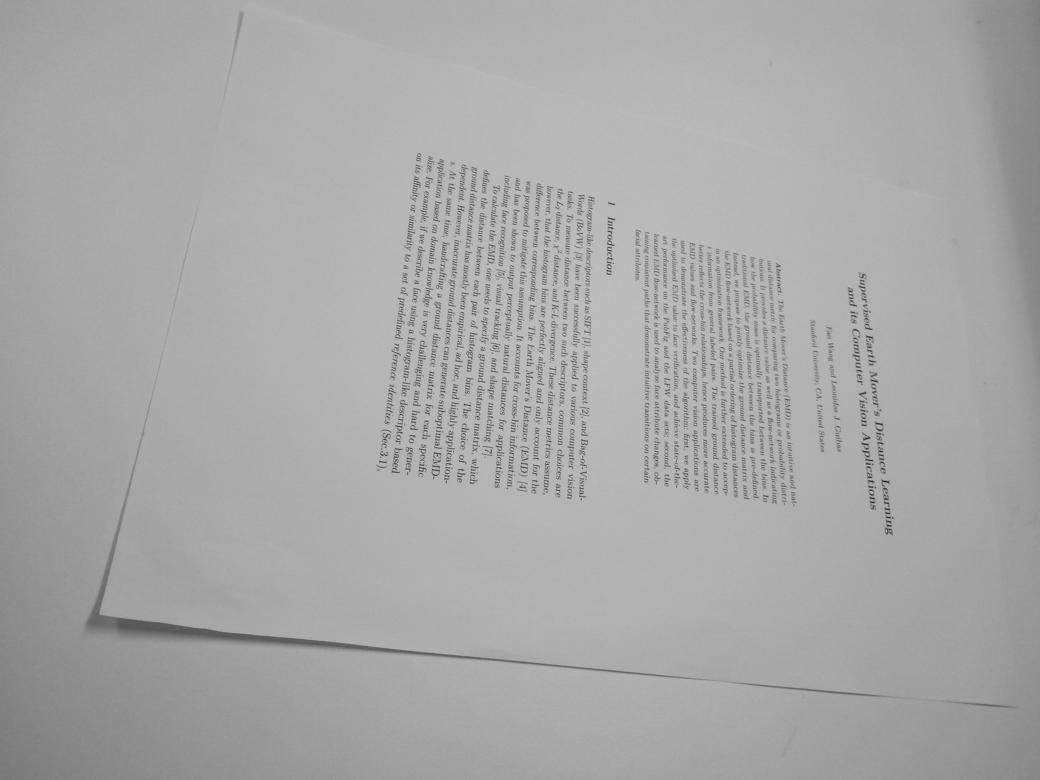 Supervised Earth Mover's Distance Learning
and its Computer Vision Applications
Fan Wang and Leonidas J. Guibas
Stanford University, CA, United States
Abstract. The Earth Mover's Distance (EMD) is an intuitive and nat-
ural distance metric for comparing two histograms or probability distri-
butions. It provides a distance value as well as a flow-network indicating
how the probability mass is optimally transported between the bins. In
traditional EMD, the ground distance between the bins is pre-defined.
Instead, we propose to jointly optimize the ground distance matrix and
the EMD flow-network based on a partial ordering of histogram distances
in an optimization framework. Our method is further extended to accep-
t information from general labeled pairs. The trained ground distance
better reflects the cross-bin relationships, hence produces more accurate
EMD values and flow-networks. Two computer vision applications are
used to demonstrate the effectiveness of the algorithm: first, we apply
the optimized EMD value to face verification, and achieve state-of-the-
art performance on the PubFig and the LFW data sets; second, the
learned EMD flow-network is used to analyze face attribute changes, ob-
taining consistent paths that demonstrate intuitive transitions on certain
facial attributes.
1 Introduction
Histogram-like descriptors such as SIFT [1], shape context [2], and Bag-of-Visual-
Words (BoVW) [3] have been successfully applied to various computer vision
tasks. To measure distance between two such descriptors, common choices are
the L₂ distance, χ² distance, and K-L divergence. These distance metrics assume,
however, that the histogram bins are perfectly aligned and only account for the
difference between corresponding bins. The Earth Mover's Distance (EMD) [4]
was proposed to mitigate this assumption. It accounts for cross-bin information,
and has been shown to output perceptually natural distances for applications
including face recognition [5], visual tracking [6], and shape matching [7].
To calculate the EMD, one needs to specify a ground distance matrix, which
defines the distance between each pair of histogram bins. The choice of the
ground distance matrix has mostly been empirical, ad hoc, and highly application-
dependent. However, inaccurate ground distances can generate suboptimal EMD-
s. At the same time, handcrafting a ground distance matrix for each specific
application based on domain knowledge is very challenging and hard to gener-
alize. For example, if we describe a face using a histogram-like descriptor based
on its affinity or similarity to a set of predefined reference identities (Sec.3.1),